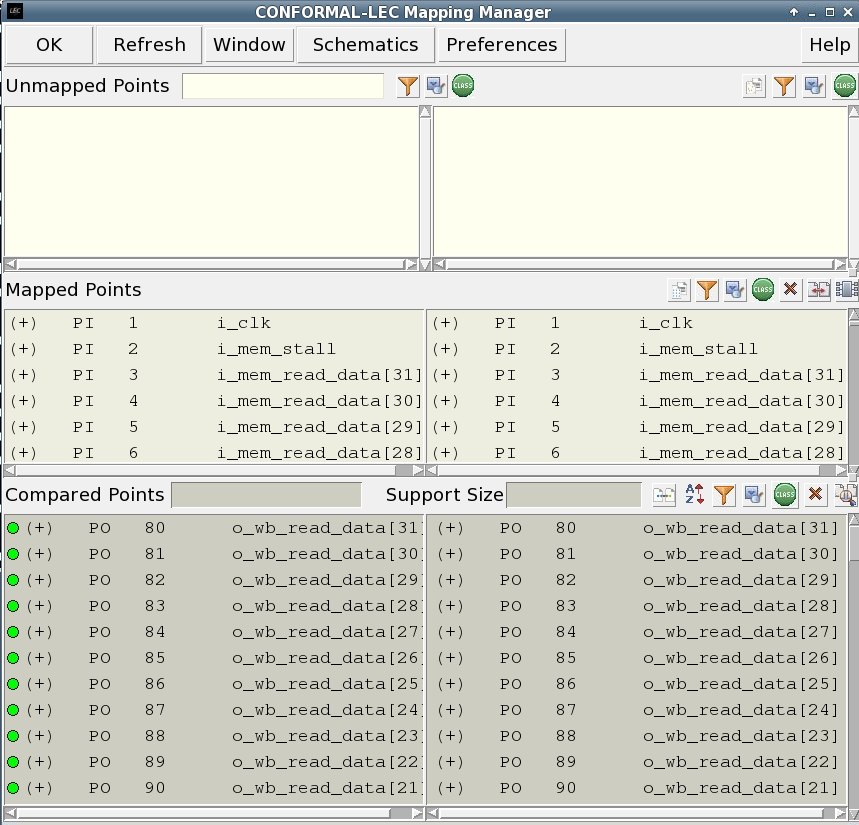 LEC CONFORMAL-LEC Mapping Manager
OK Refresh Window Schematics Preferences Help
Unmapped Points CLASS CLASS
Mapped Points CLASS
(+) PI 1 i_clk (+) PI 1 i_clk
(+) PI 2 i_mem_stall (+) PI 2 i_mem_stall
(+) PI 3 i_mem_read_data[31] (+) PI 3 i_mem_read_data[31]
(+) PI 4 i_mem_read_data[30] (+) PI 4 i_mem_read_data[30]
(+) PI 5 i_mem_read_data[29] (+) PI 5 i_mem_read_data[29]
(+) PI 6 i_mem_read_data[28] (+) PI 6 i_mem_read_data[28]
Compared Points Support Size A Z CLASS
(+) PO 80 o_wb_read_data[31] (+) PO 80 o_wb_read_data[31]
(+) PO 81 o_wb_read_data[30] (+) PO 81 o_wb_read_data[30]
(+) PO 82 o_wb_read_data[29] (+) PO 82 o_wb_read_data[29]
(+) PO 83 o_wb_read_data[28] (+) PO 83 o_wb_read_data[28]
(+) PO 84 o_wb_read_data[27] (+) PO 84 o_wb_read_data[27]
(+) PO 85 o_wb_read_data[26] (+) PO 85 o_wb_read_data[26]
(+) PO 86 o_wb_read_data[25] (+) PO 86 o_wb_read_data[25]
(+) PO 87 o_wb_read_data[24] (+) PO 87 o_wb_read_data[24]
(+) PO 88 o_wb_read_data[23] (+) PO 88 o_wb_read_data[23]
(+) PO 89 o_wb_read_data[22] (+) PO 89 o_wb_read_data[22]
(+) PO 90 o_wb_read_data[21] (+) PO 90 o_wb_read_data[21]